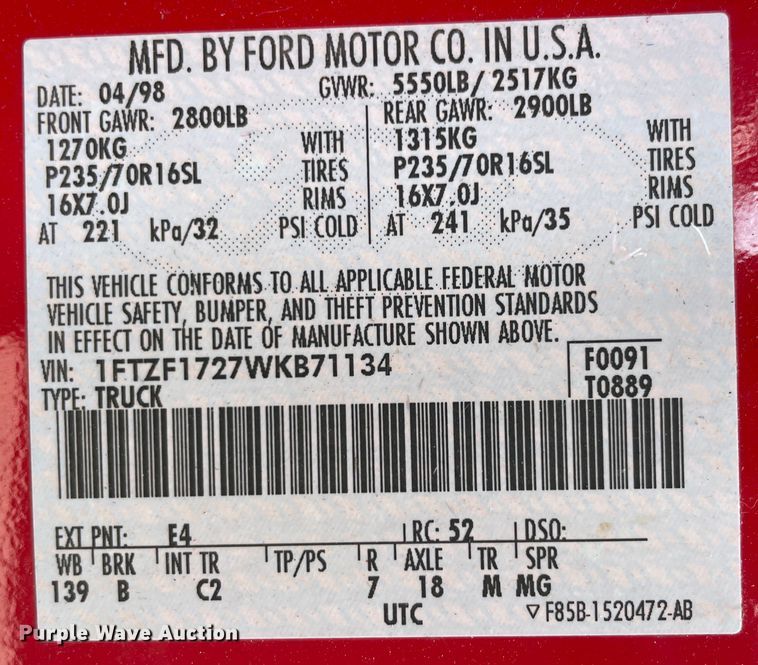 MFD. BY FORD MOTOR CO. IN U.S.A.
DATE: 04/98 GVWR: 5550LB/ 2517KG
FRONT GAWR: 2800LB REAR GAWR: 2900LB
1270KG WITH 1315KG WITH
P235/70R16SL TIRES P235/70R16SL TIRES
16X7.0J RIMS 16X7.0J RIMS
AT 221 kPa/32 PSI COLD AT 241 kPa/35 PSI COLD
THIS VEHICLE CONFORMS TO ALL APPLICABLE FEDERAL MOTOR
VEHICLE SAFETY, BUMPER, AND THEFT PREVENTION STANDARDS
IN EFFECT ON THE DATE OF MANUFACTURE SHOWN ABOVE.
VIN: 1FTZF1727WKB71134 F0091
TYPE: TRUCK T0889
EXT PNT: E4 RC: 52 DSO:
WB BRK INT TR TP/PS R AXLE TR SPR
139 B C2 7 18 M MG
UTC ▽F85B-1520472-AB
Purple Wave Auction